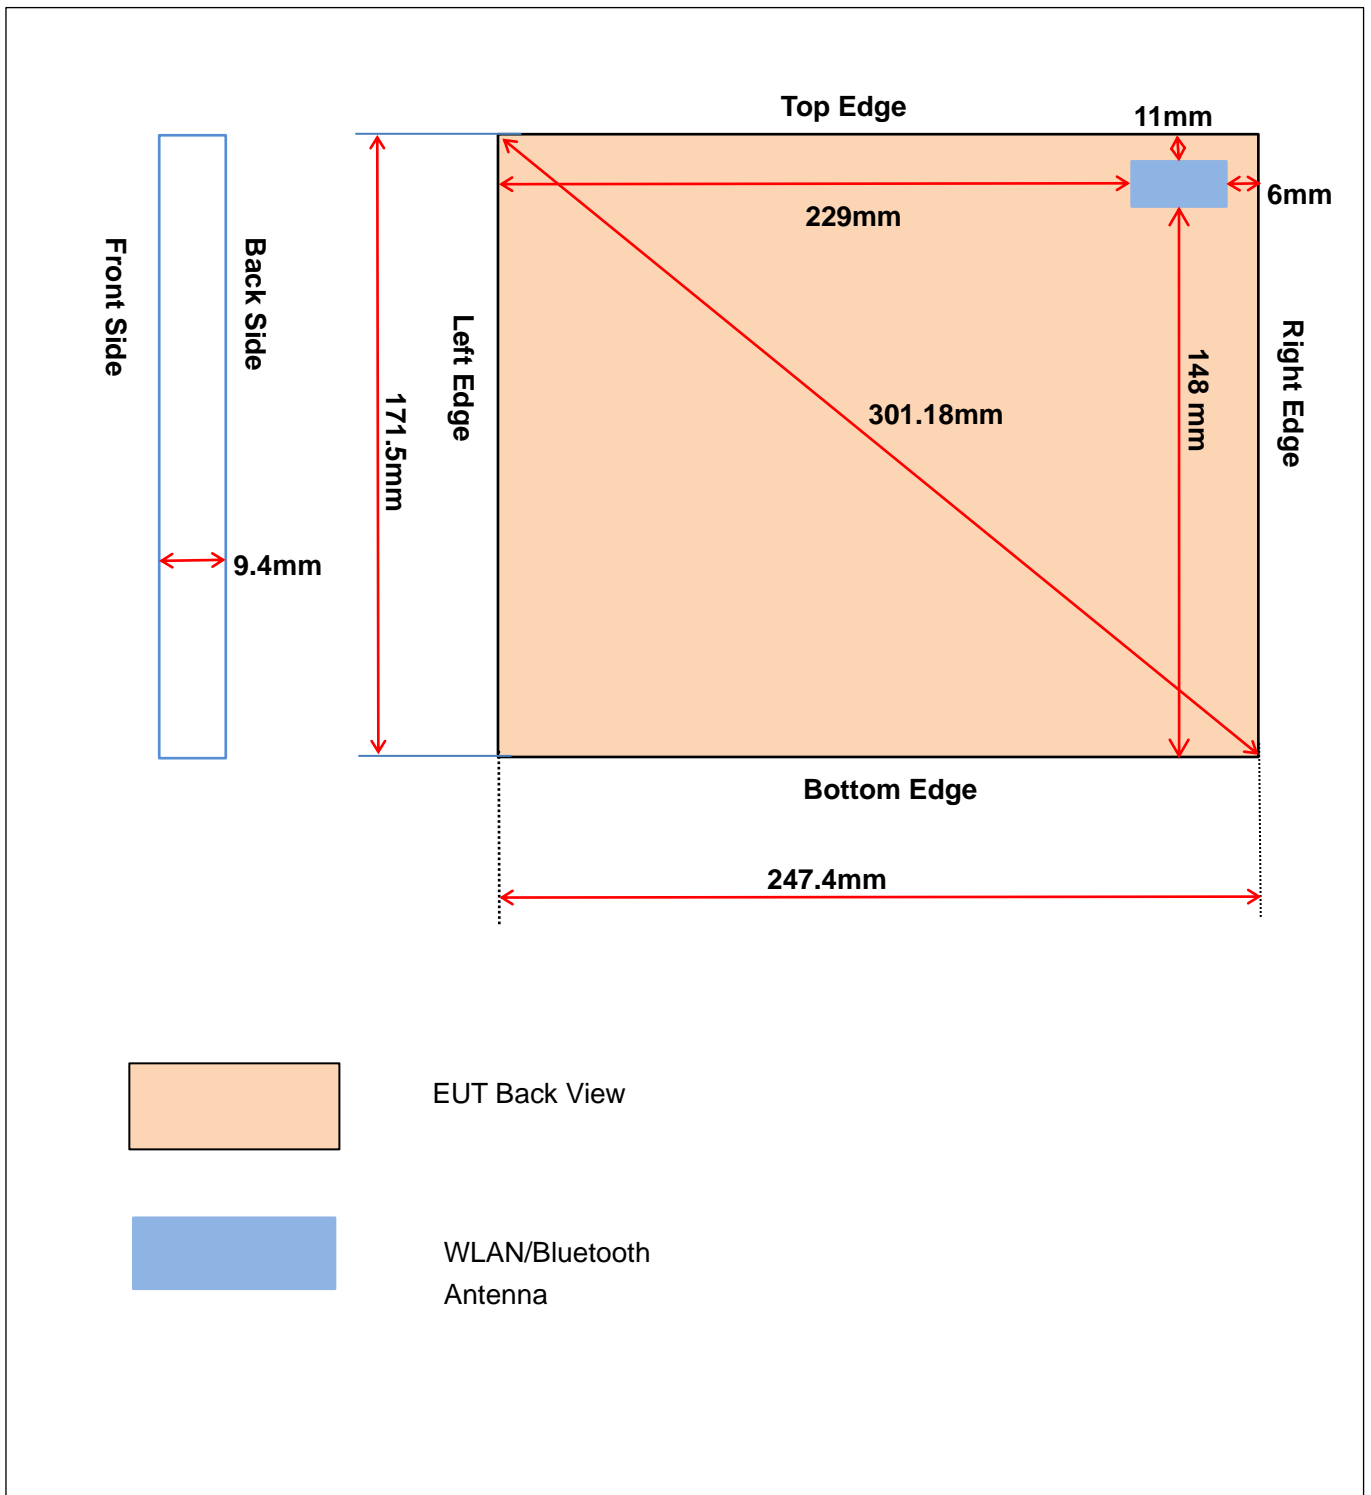 Top Edge
11mm
6mm
229mm
Front Side
Back Side
Left Edge
171.5mm
301.18mm
148 mm
Right Edge
9.4mm
Bottom Edge
247.4mm
EUT Back View
WLAN/Bluetooth
Antenna